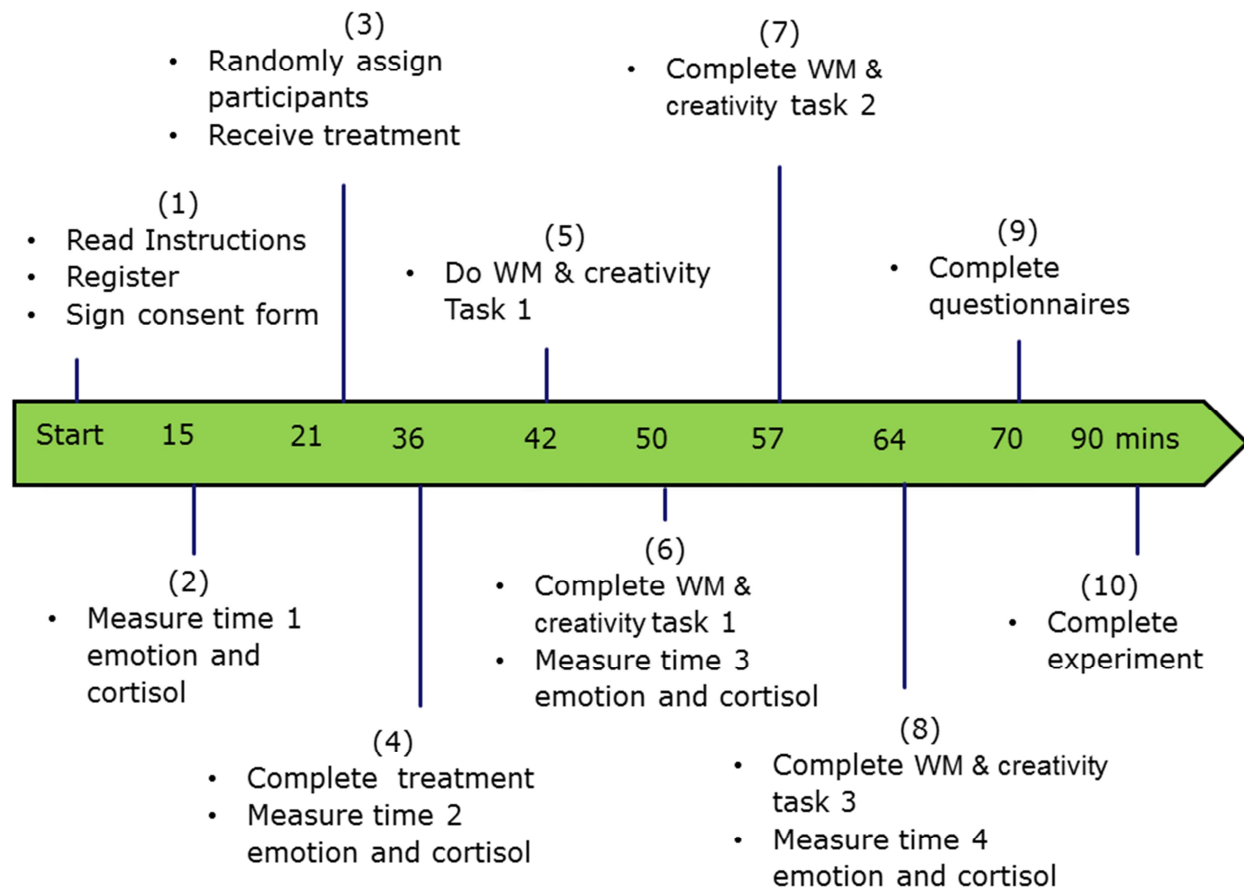 (3)
• Randomly assign
participants
• Receive treatment
(7)
• Complete WM &
creativity task 2
(1)
• Read Instructions
• Register
• Sign consent form
(5)
• Do WM & creativity
Task 1
(9)
• Complete
questionnaires
Start 15 21 36 42 50 57 64 70 90 mins
(2)
• Measure time 1
emotion and
cortisol
(4)
• Complete treatment
• Measure time 2
emotion and cortisol
(6)
• Complete WM &
creativity task 1
• Measure time 3
emotion and cortisol
(8)
• Complete WM & creativity
task 3
• Measure time 4
emotion and cortisol
(10)
• Complete
experiment